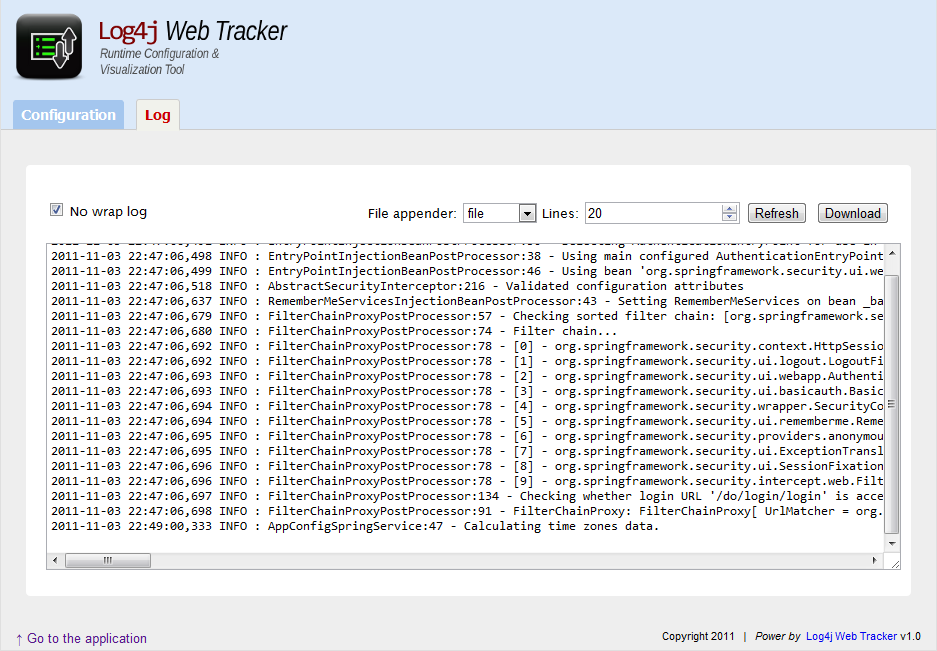 Log4j Web Tracker
Runtime Configuration &
Visualization Tool
Configuration Log
No wrap log File appender: file Lines: 20 Refresh Download
2011-11-03 22:47:06,498 INFO : EntryPointInjectionBeanPostProcessor:38 - Using main configured AuthenticationEntryPoint
2011-11-03 22:47:06,499 INFO : EntryPointInjectionBeanPostProcessor:46 - Using bean 'org.springframework.security.ui.we
2011-11-03 22:47:06,518 INFO : AbstractSecurityInterceptor:216 - Validated configuration attributes
2011-11-03 22:47:06,637 INFO : RememberMeServicesInjectionBeanPostProcessor:43 - Setting RememberMeServices on bean _ba
2011-11-03 22:47:06,679 INFO : FilterChainProxyPostProcessor:57 - Checking sorted filter chain: [org.springframework.se
2011-11-03 22:47:06,680 INFO : FilterChainProxyPostProcessor:74 - Filter chain...
2011-11-03 22:47:06,692 INFO : FilterChainProxyPostProcessor:78 - [0] - org.springframework.security.context.HttpSessio
2011-11-03 22:47:06,692 INFO : FilterChainProxyPostProcessor:78 - [1] - org.springframework.security.ui.logout.LogoutFi
2011-11-03 22:47:06,693 INFO : FilterChainProxyPostProcessor:78 - [2] - org.springframework.security.ui.webapp.Authenti
2011-11-03 22:47:06,693 INFO : FilterChainProxyPostProcessor:78 - [3] - org.springframework.security.ui.basicauth.Basic
2011-11-03 22:47:06,694 INFO : FilterChainProxyPostProcessor:78 - [4] - org.springframework.security.wrapper.SecurityCo
2011-11-03 22:47:06,694 INFO : FilterChainProxyPostProcessor:78 - [5] - org.springframework.security.ui.rememberme.Reme
2011-11-03 22:47:06,695 INFO : FilterChainProxyPostProcessor:78 - [6] - org.springframework.security.providers.anonymou
2011-11-03 22:47:06,695 INFO : FilterChainProxyPostProcessor:78 - [7] - org.springframework.security.ui.ExceptionTransl
2011-11-03 22:47:06,696 INFO : FilterChainProxyPostProcessor:78 - [8] - org.springframework.security.ui.SessionFixation
2011-11-03 22:47:06,696 INFO : FilterChainProxyPostProcessor:78 - [9] - org.springframework.security.intercept.web.Filt
2011-11-03 22:47:06,697 INFO : FilterChainProxyPostProcessor:134 - Checking whether login URL '/do/login/login' is acce
2011-11-03 22:47:06,698 INFO : FilterChainProxyPostProcessor:91 - FilterChainProxy: FilterChainProxy[ UrlMatcher = org.
2011-11-03 22:49:00,333 INFO : AppConfigSpringService:47 - Calculating time zones data.
↑ Go to the application Copyright 2011 | Power by Log4j Web Tracker v1.0